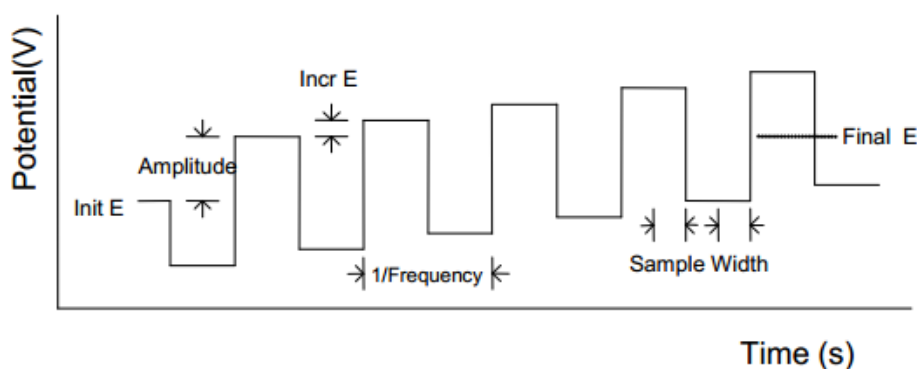 Potential(V)
Incr E
Amplitude
Init E
Final E
Sample Width
1/Frequency
Time (s)